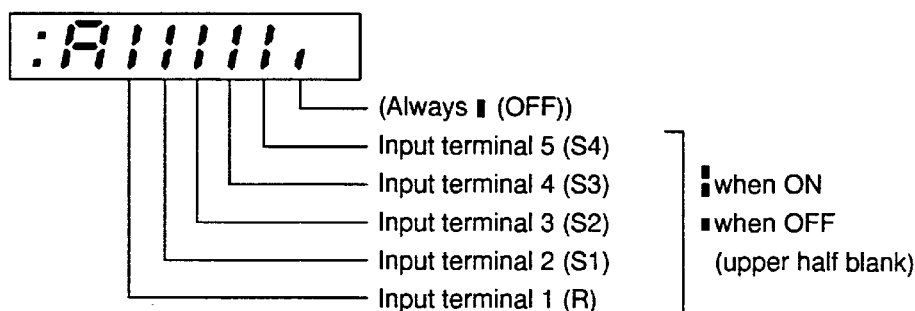 :A
(Always ▮ (OFF))
Input terminal 5 (S4)
Input terminal 4 (S3)
Input terminal 3 (S2)
Input terminal 2 (S1)
Input terminal 1 (R)
when ON
when OFF
(upper half blank)